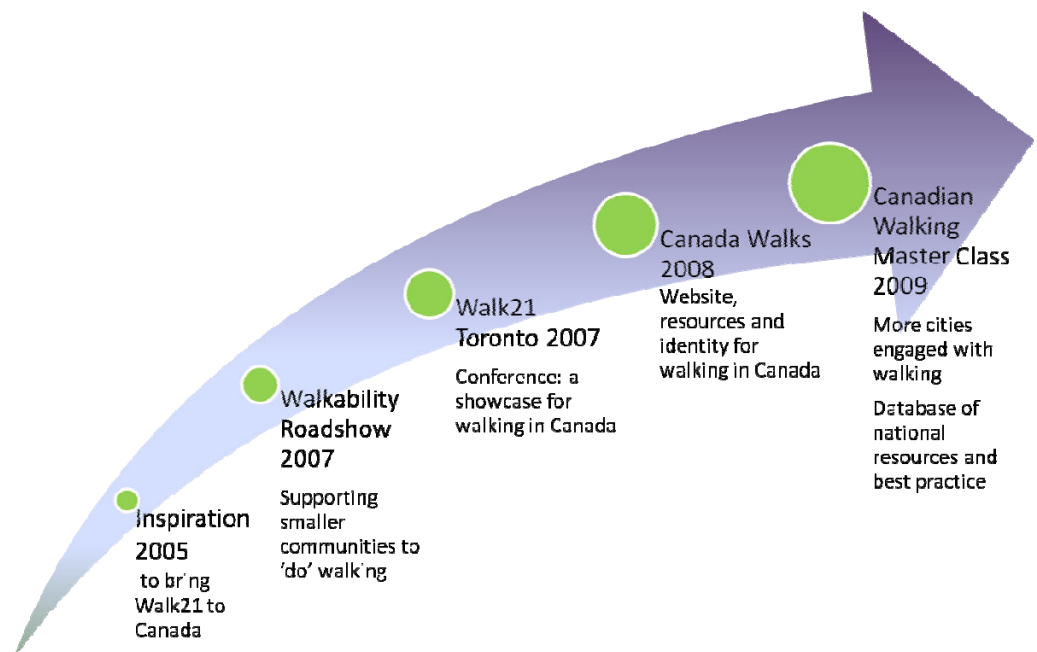 Inspiration
2005
to bring
Walk21 to
Canada
Walkability
Roadshow
2007
Supporting
smaller
communities to
'do' walking
Walk21
Toronto 2007
Conference: a
showcase for
walking in Canada
Canada Walks
2008
Website,
resources and
identity for
walking in Canada
Canadian
Walking
Master Class
2009
More cities
engaged with
walking
Database of
national
resources and
best practice